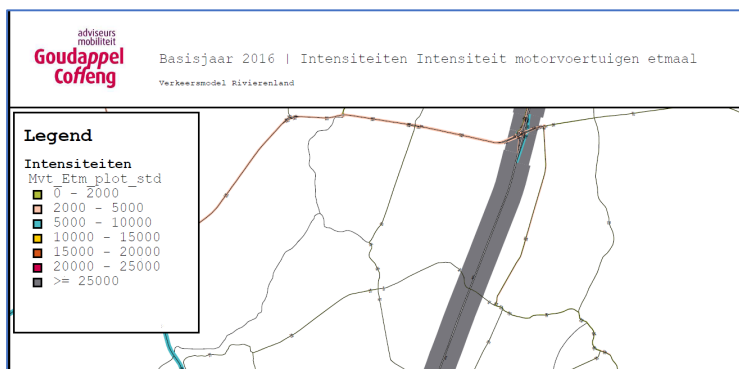 adviseurs
mobiliteit
Goudappel
Coffeng
Basisjaar 2016 | Intensiteiten Intensiteit motorvoertuigen etmaal
Verkeersmodel Rivierenland
Legend
Intensiteiten
Mvt_Etm_plot_std
0 - 2000
2000 - 5000
5000 - 10000
10000 - 15000
15000 - 20000
20000 - 25000
>= 25000